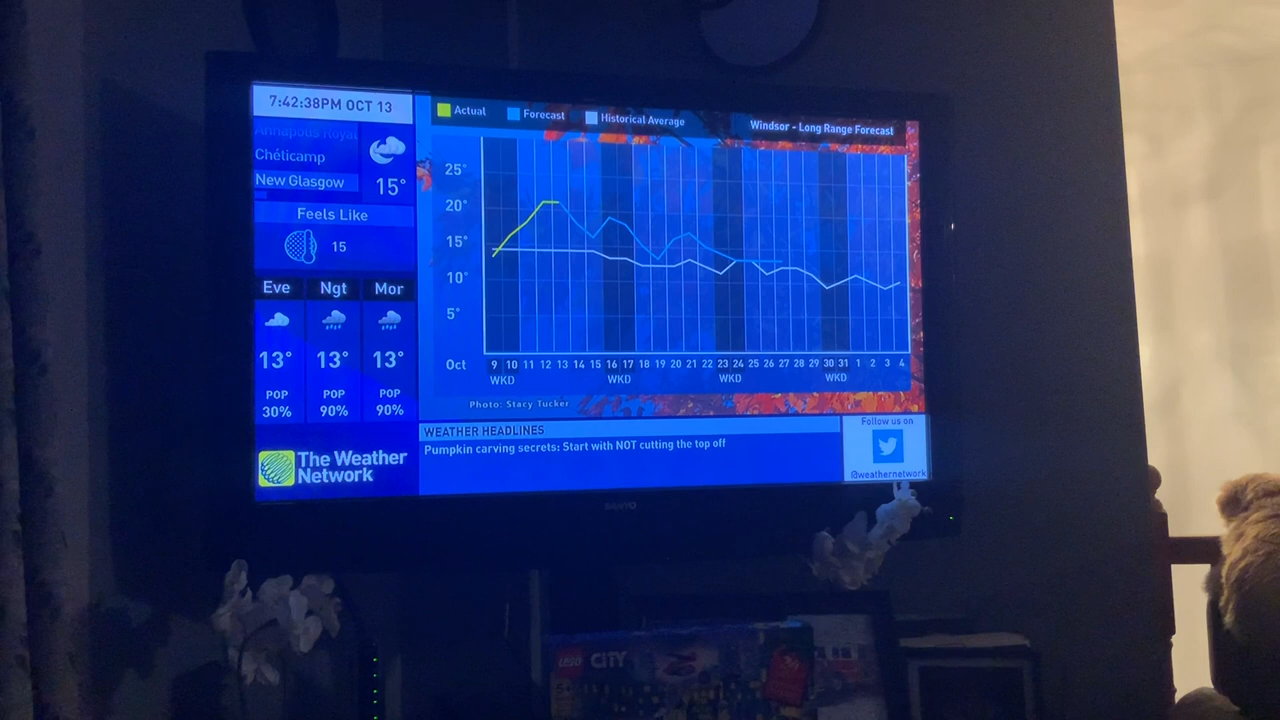 7:42:38PM OCT 13
Annapolis Royal
Chéticamp
New Glasgow
15°
Feels Like
15
Eve Ngt Mor
13° 13° 13°
POP POP POP
30% 90% 90%
The Weather
Network
Actual Forecast Historical Average
Windsor - Long Range Forecast
25°
20°
15°
10°
5°
Oct 9 10 11 12 13 14 15 16 17 18 19 20 21 22 23 24 25 26 27 28 29 30 31 1 2 3 4
WKD WKD WKD WKD
Photo: Stacy Tucker
WEATHER HEADLINES
Pumpkin carving secrets: Start with NOT cutting the top off
Follow us on
@weathernetwork
SANYO
LEGO CITY